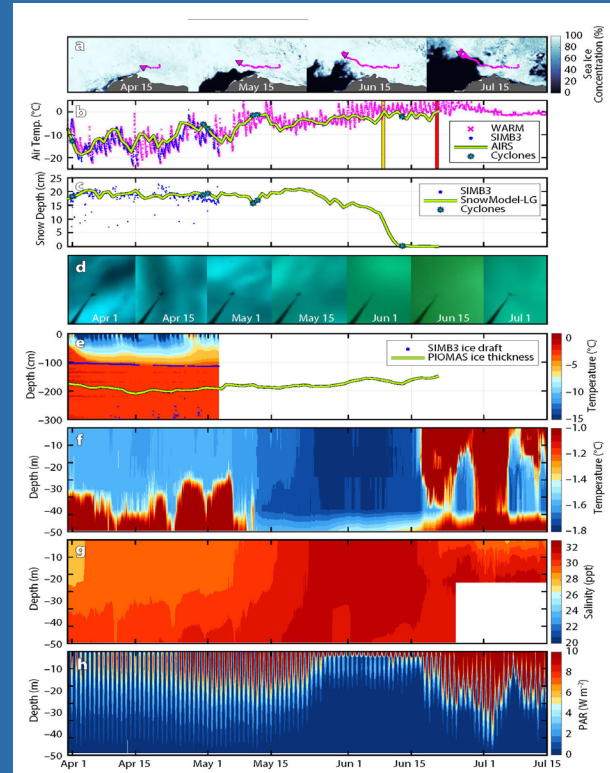 a
Apr 15
May 15
Jun 15
Jul 15
100
80
60
40
20
0
Sea Ice
Concentration (%)
b
0
-5
-10
-15
-20
Air Temp. (°C)
WARM
SIMB3
AIRS
Cyclones
c
25
20
15
10
5
0
Snow Depth (cm)
SIMB3
SnowModel-LG
Cyclones
d
Apr 1
Apr 15
May 1
May 15
Jun 1
Jun 15
Jul 1
e
0
-100
-200
-300
Depth (cm)
SIMB3 ice draft
PIOMAS ice thickness
0
-5
-10
-15
Temperature (°C)
f
-10
-20
-30
-40
-50
Depth (m)
-1.0
-1.2
-1.4
-1.6
-1.8
Temperature (°C)
g
-10
-20
-30
-40
-50
Depth (m)
32
30
28
26
24
22
20
Salinity (ppt)
h
-10
-20
-30
-40
-50
Depth (m)
10
8
6
4
2
0
PAR (W m⁻²)
Apr 1
Apr 15
May 1
May 15
Jun 1
Jun 15
Jul 1
Jul 15